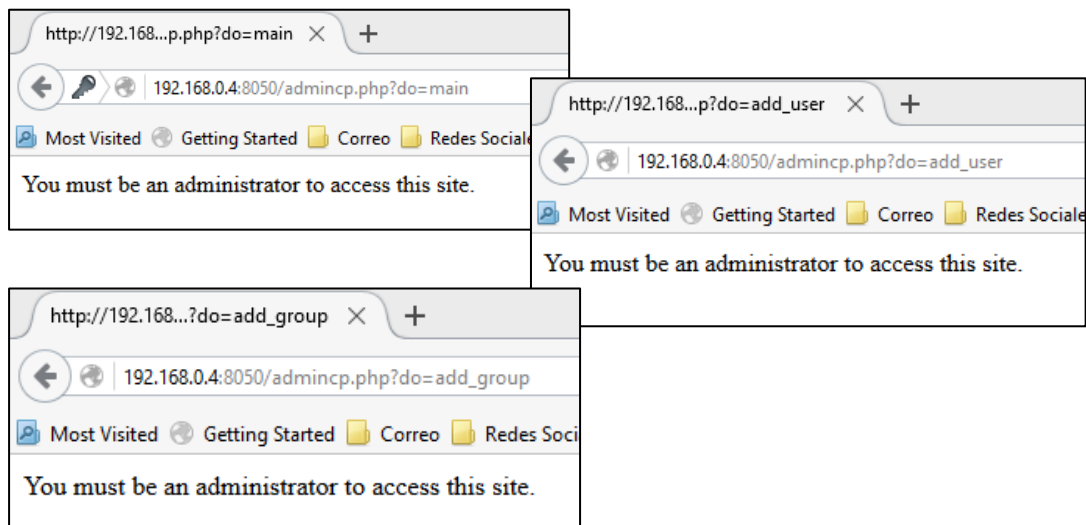 http://192.168...p.php?do=main
192.168.0.4:8050/admincp.php?do=main
Most Visited Getting Started Correo Redes Sociale
You must be an administrator to access this site.
http://192.168...p?do=add_user
192.168.0.4:8050/admincp.php?do=add_user
Most Visited Getting Started Correo Redes Sociale
You must be an administrator to access this site.
http://192.168...?do=add_group
192.168.0.4:8050/admincp.php?do=add_group
Most Visited Getting Started Correo Redes Soci
You must be an administrator to access this site.